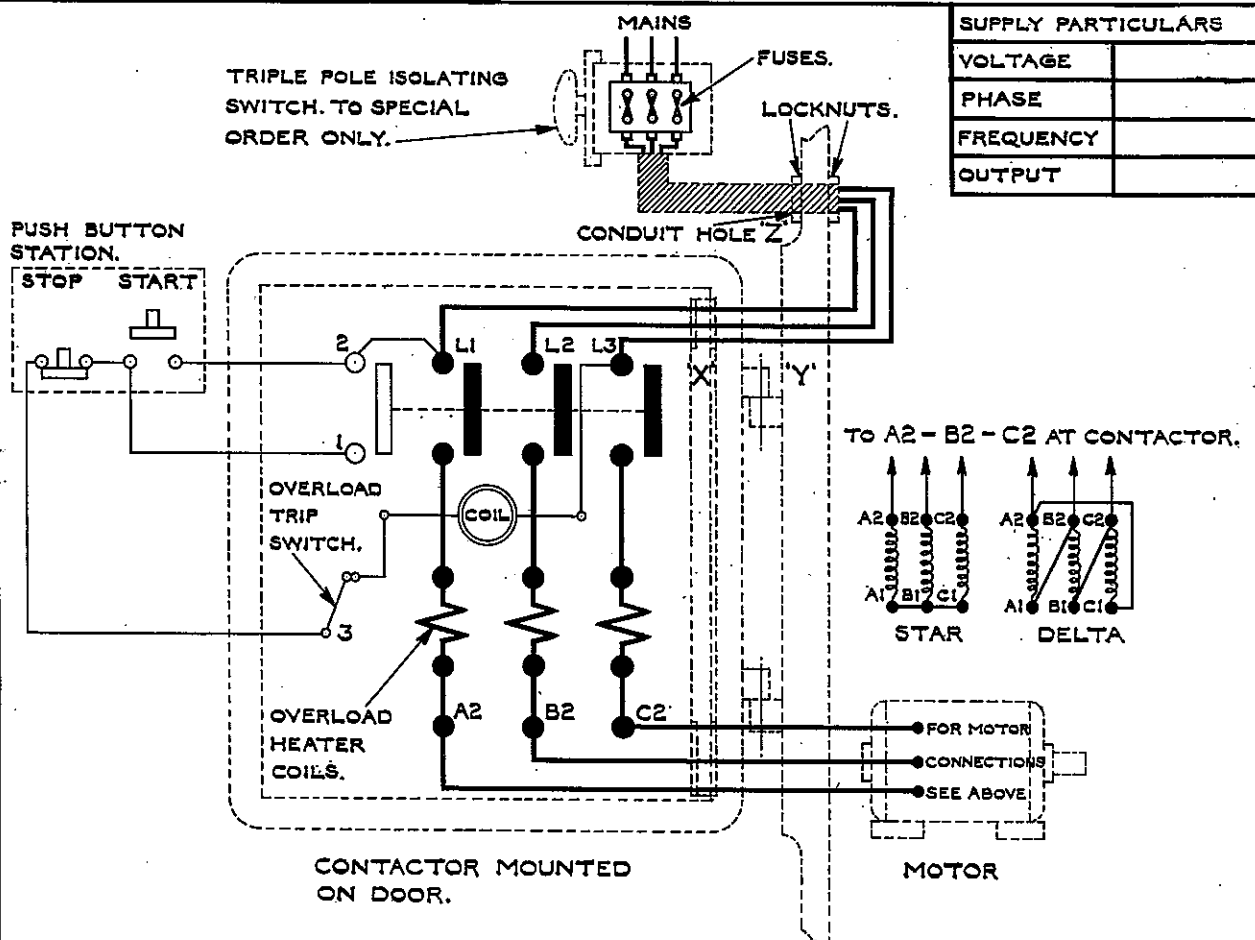 MAINS
TRIPLE POLE ISOLATING
SWITCH. TO SPECIAL
ORDER ONLY.
FUSES.
LOCKNUTS.
SUPPLY PARTICULARS
VOLTAGE
PHASE
FREQUENCY
OUTPUT
CONDUIT HOLE 'Z'
PUSH BUTTON
STATION.
STOP START
2 L1 L2 L3
'X' 'Y'
1
OVERLOAD
TRIP
SWITCH.
COIL
3
OVERLOAD
HEATER
COILS.
A2 B2 C2
TO A2 - B2 - C2 AT CONTACTOR.
A2 B2 C2
A1 B1 C1
STAR
A2 B2 C2
A1 B1 C1
DELTA
FOR MOTOR
CONNECTIONS
SEE ABOVE
MOTOR
CONTACTOR MOUNTED
ON DOOR.